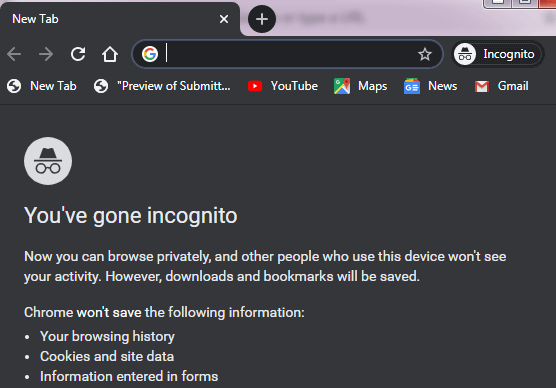 New Tab
or type a URL
Incognito
New Tab "Preview of Submitt... YouTube Maps News Gmail
You've gone incognito
Now you can browse privately, and other people who use this device won't see
your activity. However, downloads and bookmarks will be saved.
Chrome won't save the following information:
• Your browsing history
• Cookies and site data
• Information entered in forms